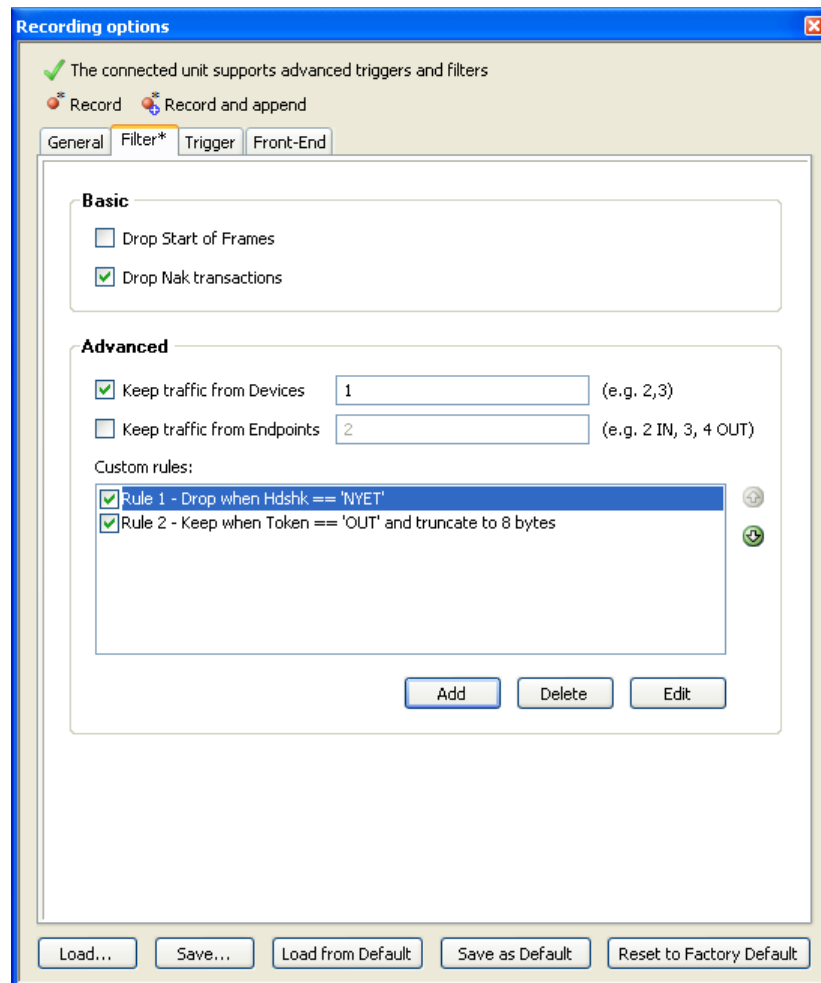 Recording options
The connected unit supports advanced triggers and filters
Record Record and append
General Filter* Trigger Front-End
Basic
Drop Start of Frames
Drop Nak transactions
Advanced
Keep traffic from Devices 1 (e.g. 2,3)
Keep traffic from Endpoints 2 (e.g. 2 IN, 3, 4 OUT)
Custom rules:
Rule 1 - Drop when Hdshk == 'NYET'
Rule 2 - Keep when Token == 'OUT' and truncate to 8 bytes
Add Delete Edit
Load... Save... Load from Default Save as Default Reset to Factory Default